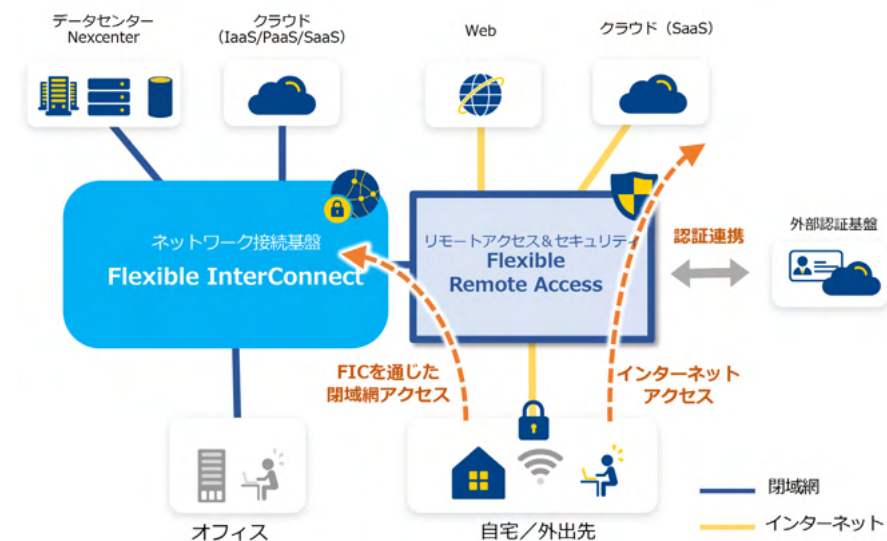 データセンター
Nexcenter
クラウド
(IaaS/PaaS/SaaS)
Web
クラウド（SaaS）
ネットワーク接続基盤
Flexible InterConnect
リモートアクセス＆セキュリティ
Flexible
Remote Access
認証連携
外部認証基盤
FICを通じた
閉域網アクセス
インターネット
アクセス
オフィス
自宅／外出先
閉域網
インターネット